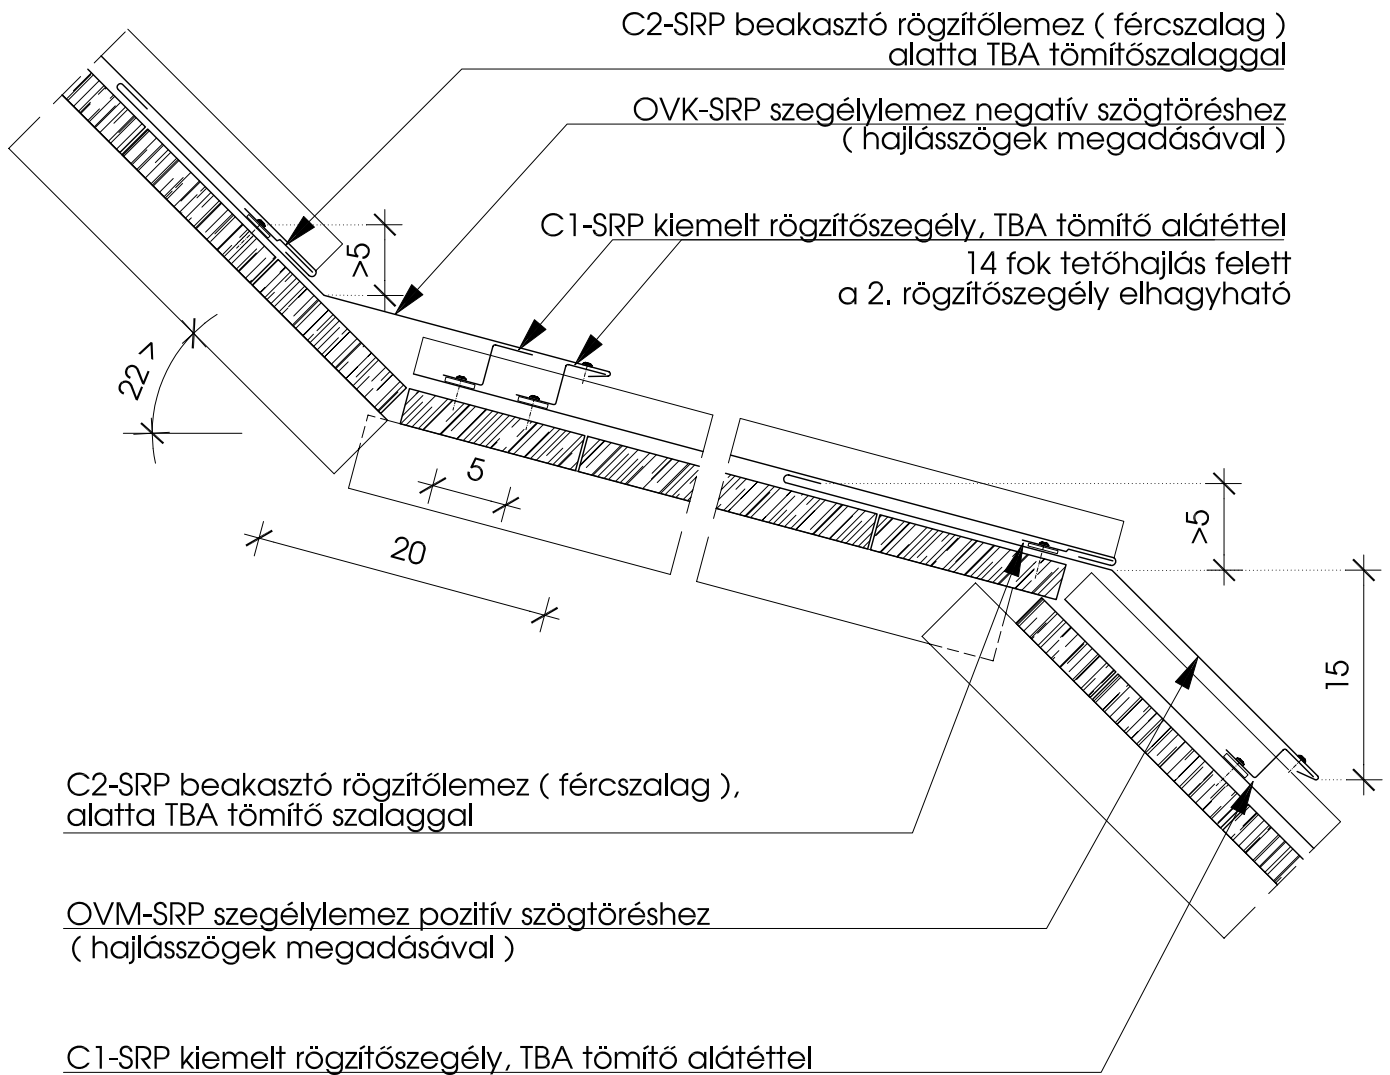 C2-SRP beakasztó rögzítőlemez ( fércszalag )
alatta TBA tömítőszalaggal
OVK-SRP szegélylemez negatív szögtöréshez
( hajlásszögek megadásával )
C1-SRP kiemelt rögzítőszegély, TBA tömítő alátéttel
14 fok tetőhajlás felett
a 2. rögzítőszegély elhagyható
>5
22 >
5
20
>5
15
C2-SRP beakasztó rögzítőlemez ( fércszalag ),
alatta TBA tömítő szalaggal
OVM-SRP szegélylemez pozitív szögtöréshez
( hajlásszögek megadásával )
C1-SRP kiemelt rögzítőszegély, TBA tömítő alátéttel